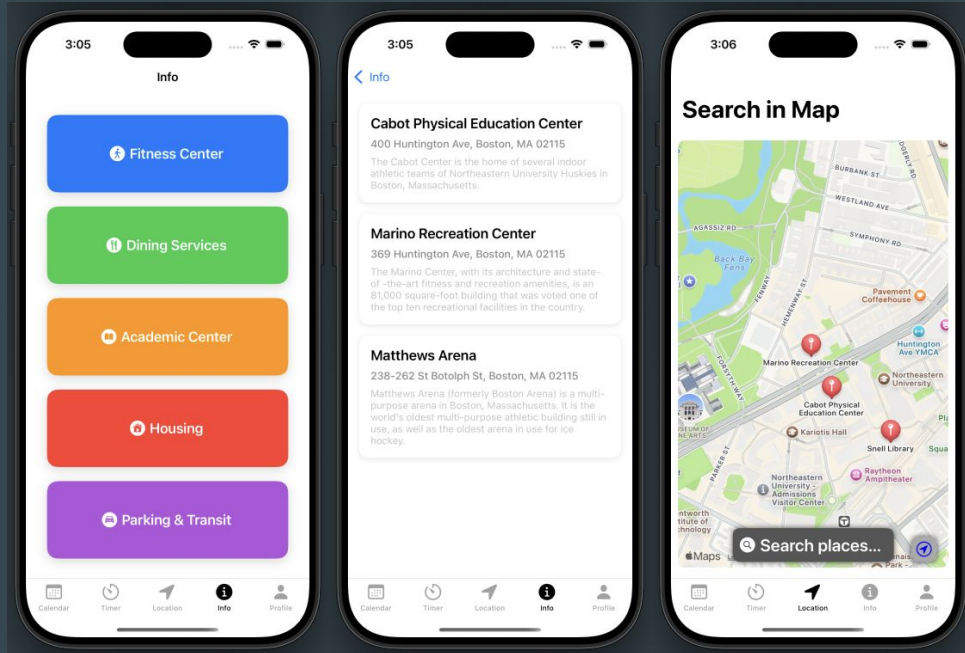 3:05
Info
Fitness Center
Dining Services
Academic Center
Housing
Parking & Transit
Calendar
Timer
Location
Info
Profile
3:05
Info
Cabot Physical Education Center
400 Huntington Ave, Boston, MA 02115
The Cabot Center is the home of several indoor
athletic teams of Northeastern University Huskies in
Boston, Massachusetts.
Marino Recreation Center
369 Huntington Ave, Boston, MA 02115
The Marino Center, with its architecture and state-
of -the-art fitness and recreation amenities, is an
81,000 square-foot building that was voted one of
the top ten recreational facilities in the country.
Matthews Arena
238-262 St Botolph St, Boston, MA 02115
Matthews Arena (formerly Boston Arena) is a multi-
purpose arena in Boston, Massachusetts. It is the
world's oldest multi-purpose athletic building still in
use, as well as the oldest arena in use for ice
hockey.
Calendar
Timer
Location
Info
Profile
3:06
Search in Map
BURBANK ST
WESTLAND AVE
AGASSIZ RD
SYMPHONY RD
Back Bay
Fens
FENWAY
HEMENWAY ST
Pavement
Coffeehouse
Huntington
Ave YMCA
Marino Recreation Center
FORSYTH WAY
Northeastern
University
Cabot Physical
Education Center
Kariotis Hall
Snell Library
Squa
PARKER ST
Raytheon
Ampitheater
Northeastern
University -
Admissions
Visitor Center
Search places...
Maps
Park -
Calendar
Timer
Location
Info
Profile